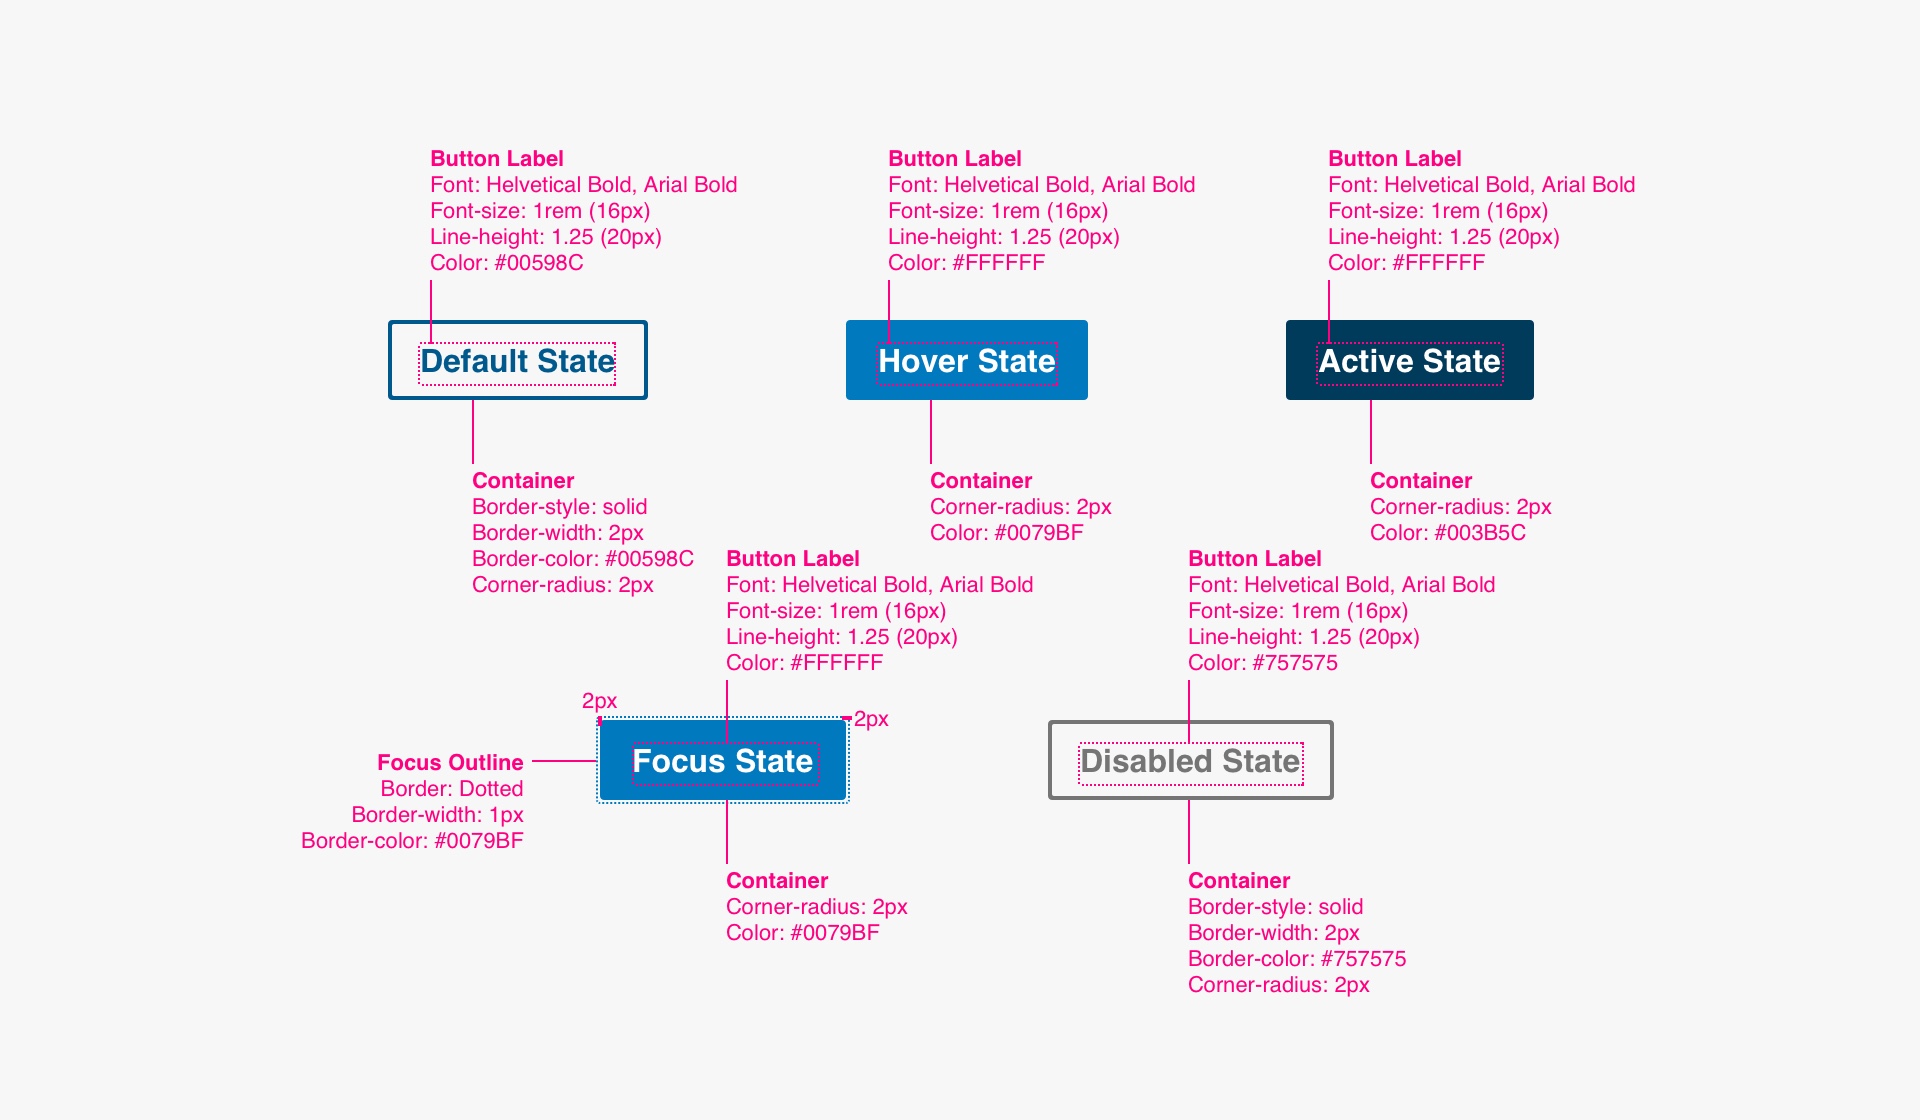 Button Label
Font: Helvetical Bold, Arial Bold
Font-size: 1rem (16px)
Line-height: 1.25 (20px)
Color: #00598C
Default State
Container
Border-style: solid
Border-width: 2px
Border-color: #00598C
Corner-radius: 2px
Button Label
Font: Helvetical Bold, Arial Bold
Font-size: 1rem (16px)
Line-height: 1.25 (20px)
Color: #FFFFFF
Hover State
Container
Corner-radius: 2px
Color: #0079BF
Button Label
Font: Helvetical Bold, Arial Bold
Font-size: 1rem (16px)
Line-height: 1.25 (20px)
Color: #FFFFFF
Active State
Container
Corner-radius: 2px
Color: #003B5C
Button Label
Font: Helvetical Bold, Arial Bold
Font-size: 1rem (16px)
Line-height: 1.25 (20px)
Color: #FFFFFF
2px
2px
Focus State
Focus Outline
Border: Dotted
Border-width: 1px
Border-color: #0079BF
Container
Corner-radius: 2px
Color: #0079BF
Button Label
Font: Helvetical Bold, Arial Bold
Font-size: 1rem (16px)
Line-height: 1.25 (20px)
Color: #757575
Disabled State
Container
Border-style: solid
Border-width: 2px
Border-color: #757575
Corner-radius: 2px